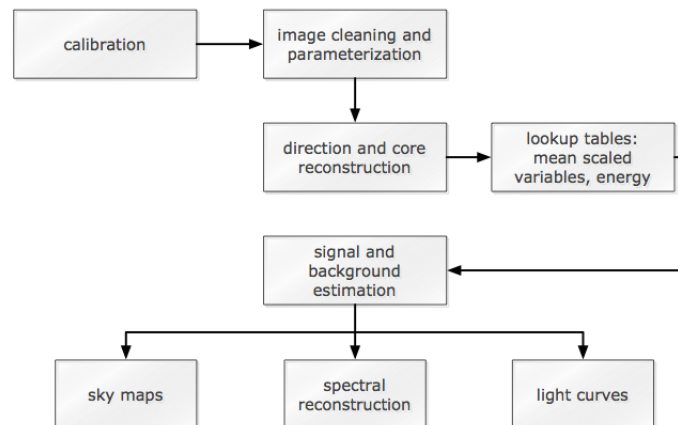 calibration
image cleaning and
parameterization
direction and core
reconstruction
lookup tables:
mean scaled
variables, energy
signal and
background
estimation
sky maps
spectral
reconstruction
light curves